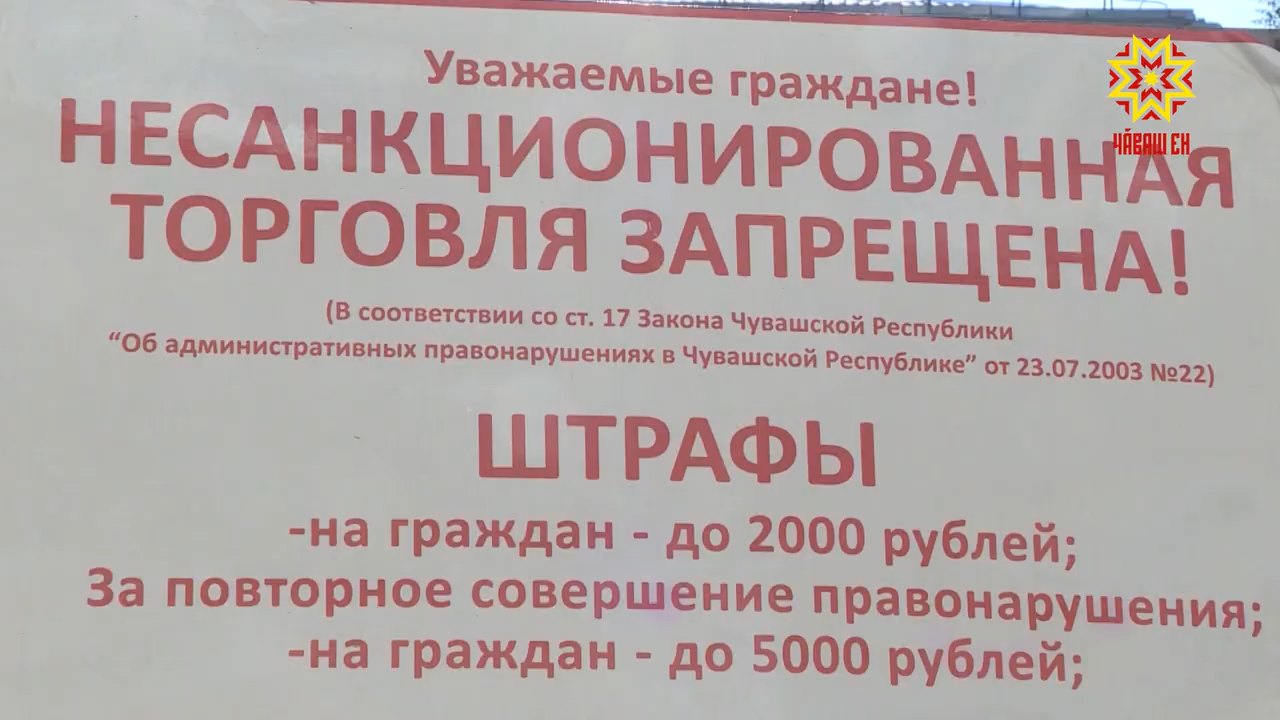 Уважаемые граждане!
НЕСАНКЦИОНИРОВАННАЯ
ТОРГОВЛЯ ЗАПРЕЩЕНА!
(В соответствии со ст. 17 Закона Чувашской Республики
“Об административных правонарушениях в Чувашской Республике” от 23.07.2003 №22)
ШТРАФЫ
-на граждан - до 2000 рублей;
За повторное совершение правонарушения;
-на граждан - до 5000 рублей;
ЧӐВАШ ЕН